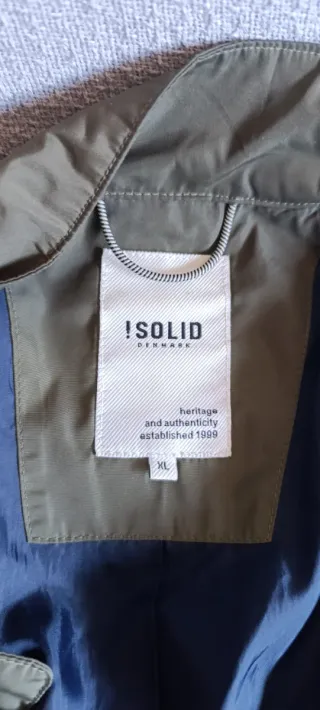 !SOLID
DENMARK
heritage
and authenticity
established 1999
XL